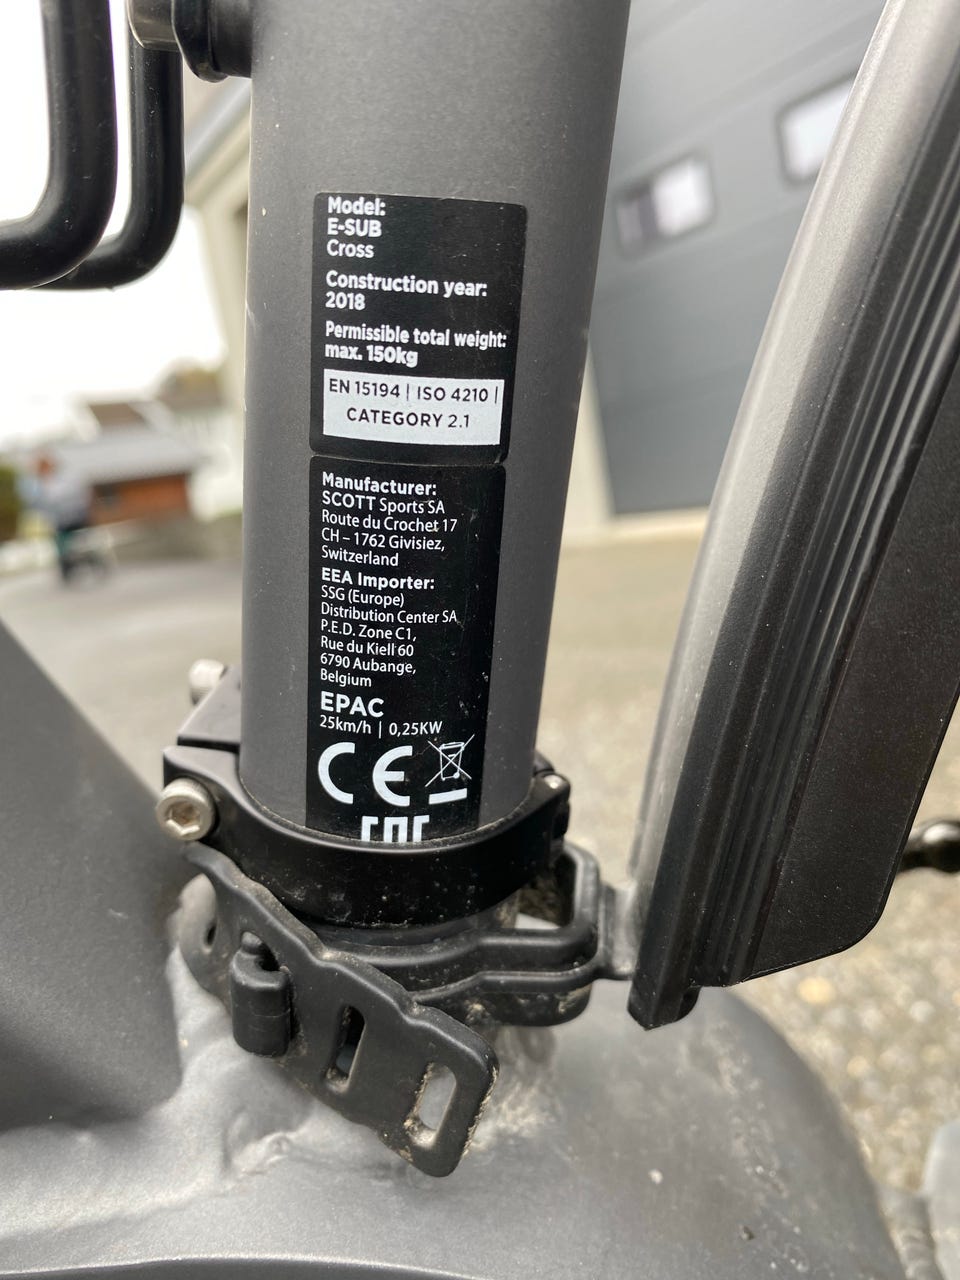 Model:
E-SUB
Cross
Construction year:
2018
Permissible total weight:
max. 150kg
EN 15194 | ISO 4210 |
CATEGORY 2.1
Manufacturer:
SCOTT Sports SA
Route du Crochet 17
CH – 1762 Givisiez,
Switzerland
EEA Importer:
SSG (Europe)
Distribution Center SA
P.E.D. Zone C1,
Rue du Kiell 60
6790 Aubange,
Belgium
EPAC
25km/h | 0,25KW
CE